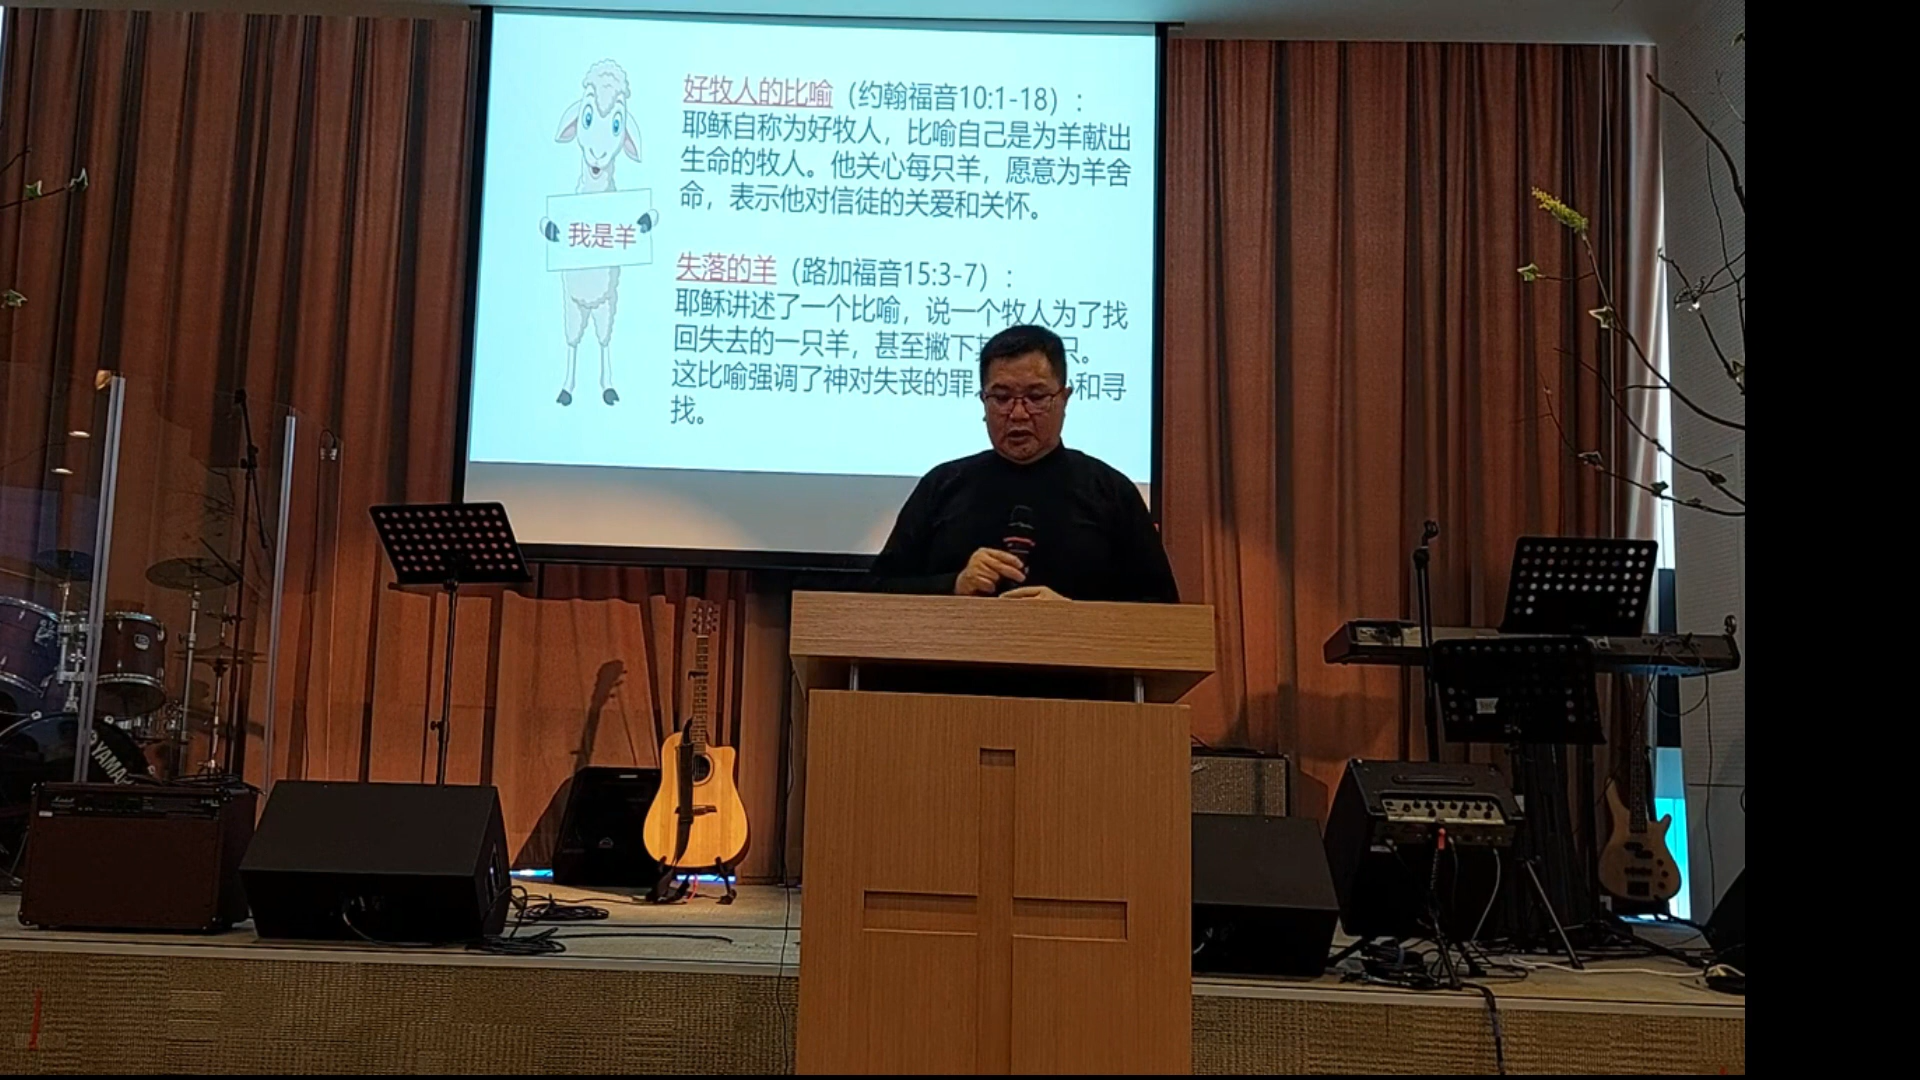 好牧人的比喻（约翰福音10:1-18）：
耶稣自称为好牧人，比喻自己是为羊献出
生命的牧人。他关心每只羊，愿意为羊舍
命，表示他对信徒的关爱和关怀。
我是羊
失落的羊（路加福音15:3-7）：
耶稣讲述了一个比喻，说一个牧人为了找
回失去的一只羊，甚至撇下 只。
这比喻强调了神对失丧的罪 和寻
找。
YAMA
Marshall